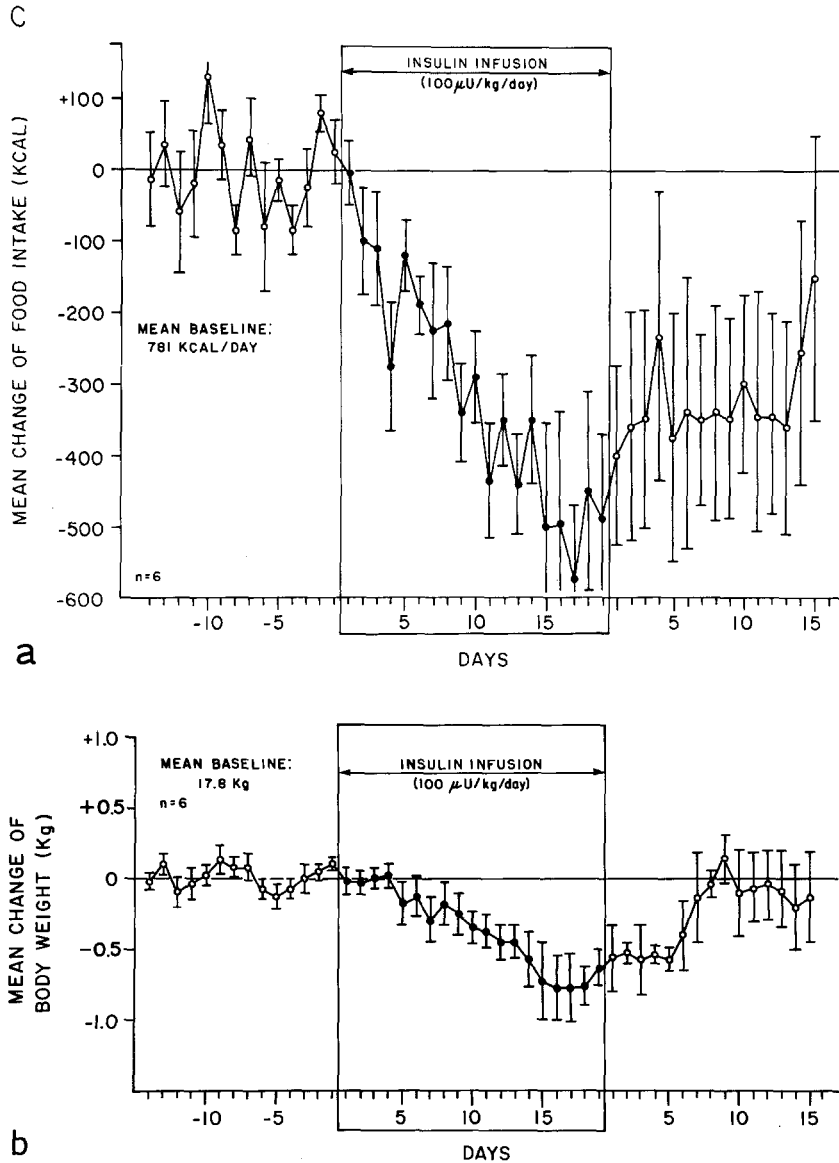 C
INSULIN INFUSION
(100 μU/kg/day)
MEAN CHANGE OF FOOD INTAKE (KCAL)
+100
0
-100
-200
-300
-400
-500
-600
MEAN BASELINE:
781 KCAL/DAY
n=6
-10 -5 5 10 15 5 10 15
a
DAYS
MEAN CHANGE OF
BODY WEIGHT (Kg)
+1.0
+0.5
0
-0.5
-1.0
MEAN BASELINE:
17.8 Kg
n=6
INSULIN INFUSION
(100 μU/kg/day)
-10 -5 5 10 15 5 10 15
b
DAYS